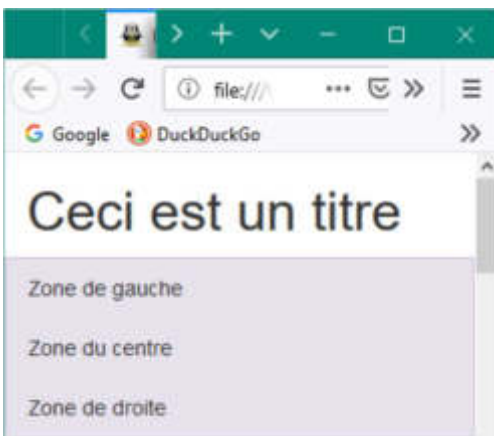 file:///
Google DuckDuckGo
Ceci est un titre
Zone de gauche
Zone du centre
Zone de droite